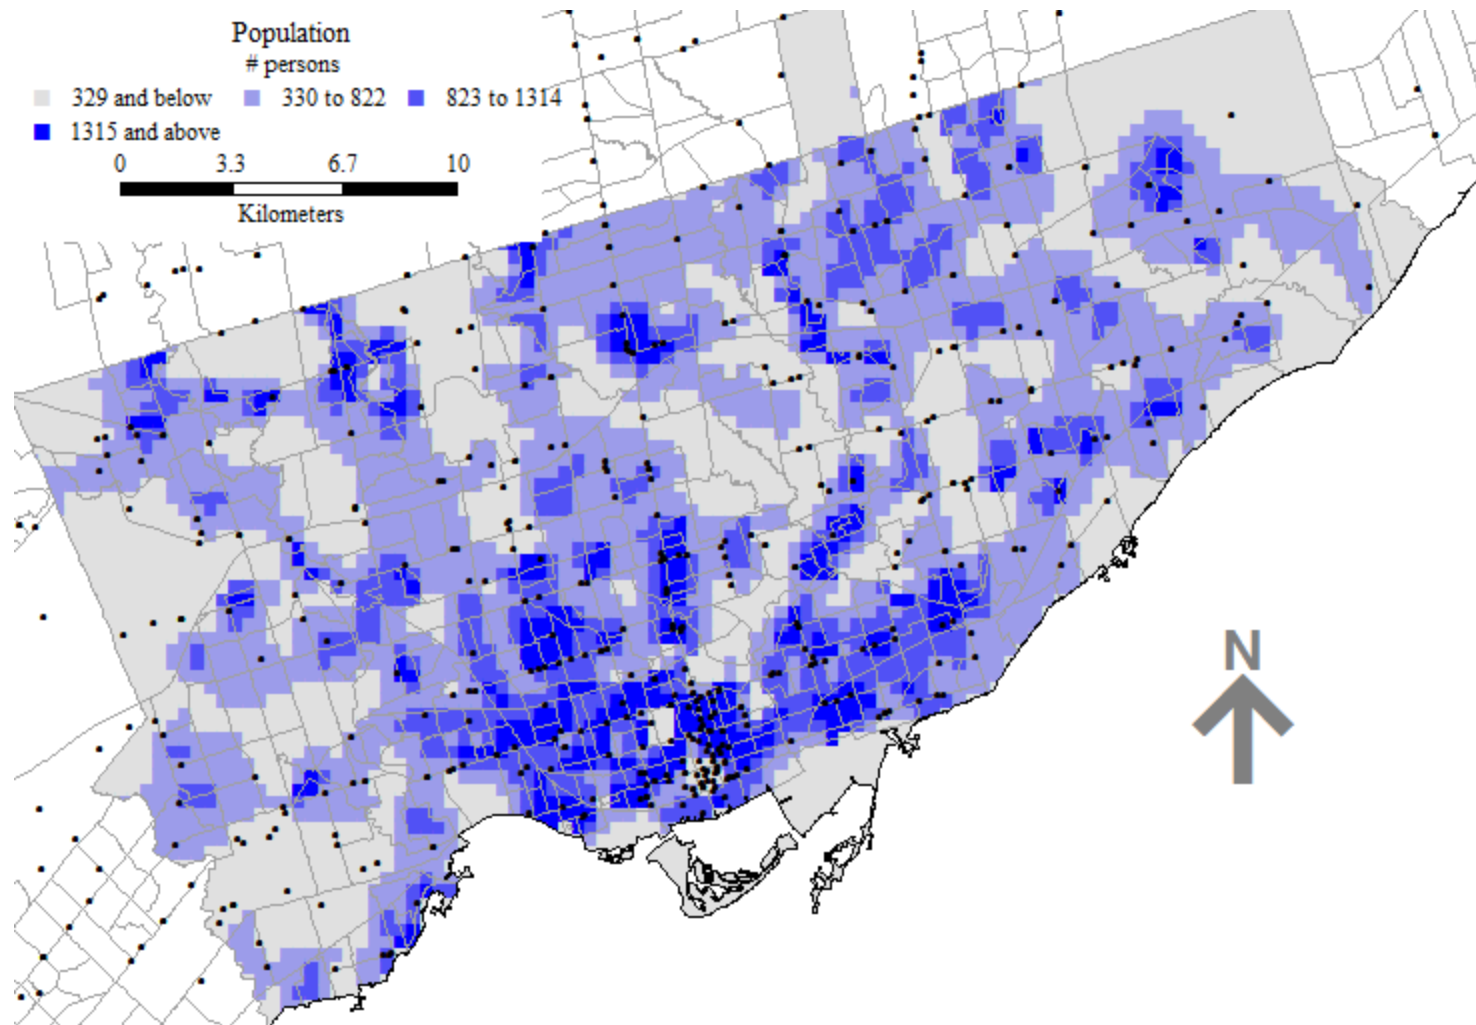 Population
# persons
329 and below 330 to 822 823 to 1314
1315 and above
0 3.3 6.7 10
Kilometers
N